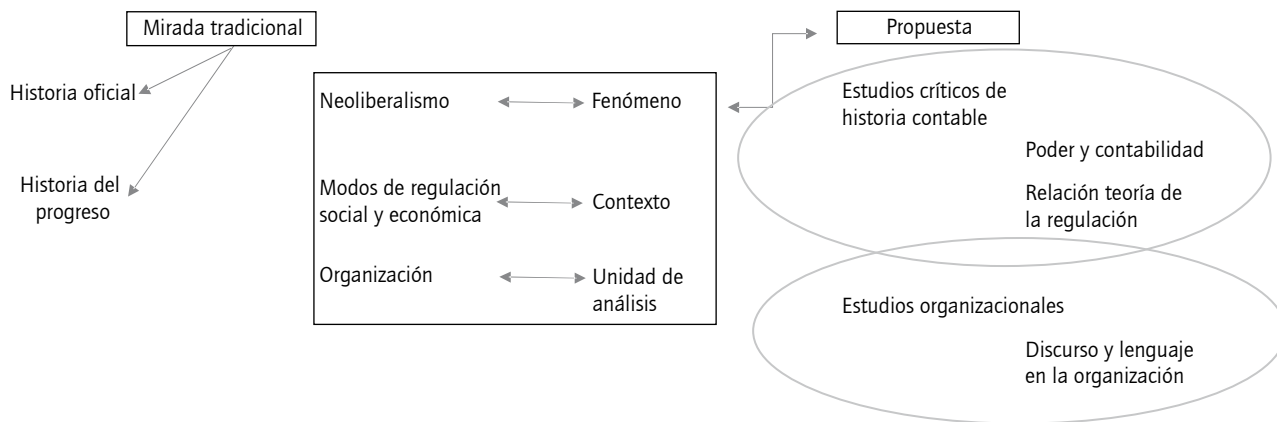 Mirada tradicional
Historia oficial
Historia del
progreso
Neoliberalismo
Fenómeno
Modos de regulación
social y económica
Contexto
Organización
Unidad de
análisis
Propuesta
Estudios críticos de
historia contable
Poder y contabilidad
Relación teoría de
la regulación
Estudios organizacionales
Discurso y lenguaje
en la organización